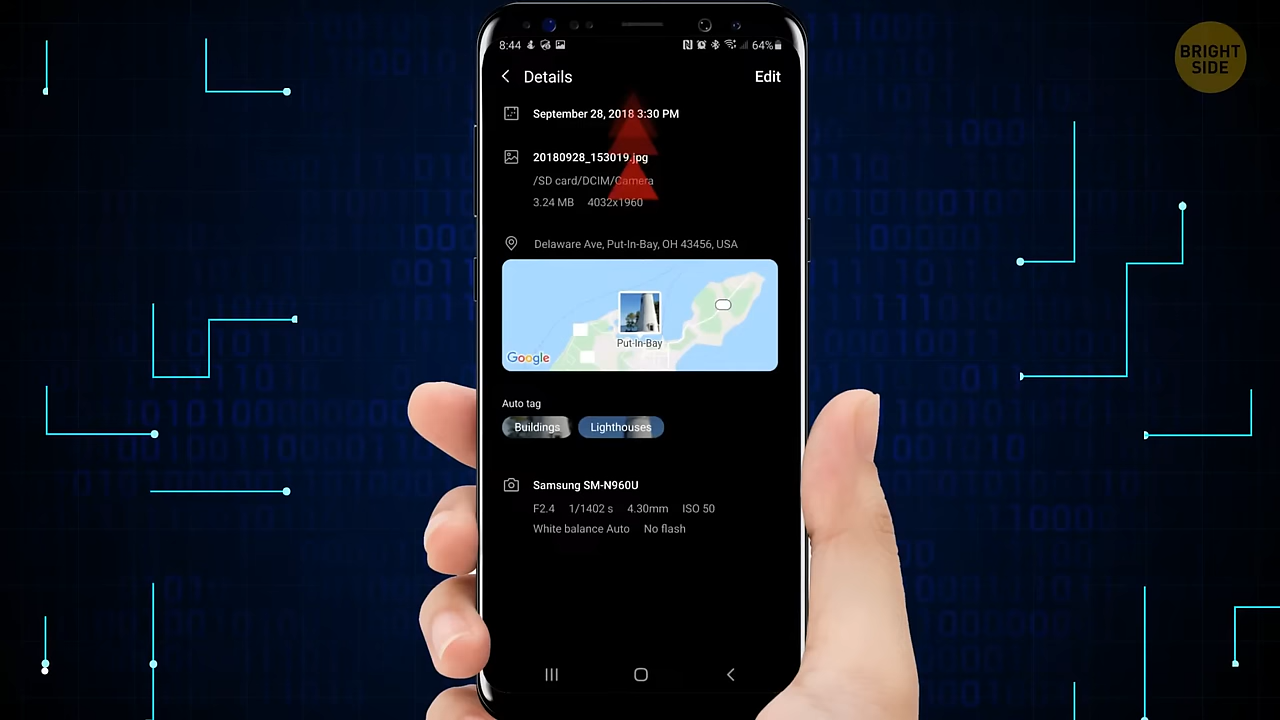 BRIGHT
SIDE
8:44
64%
Details
Edit
September 28, 2018 3:30 PM
20180928_153019.jpg
/SD card/DCIM/Camera
3.24 MB 4032x1960
Delaware Ave, Put-In-Bay, OH 43456, USA
Put-In-Bay
Google
Auto tag
Buildings Lighthouses
Samsung SM-N960U
F2.4 1/1402 s 4.30mm ISO 50
White balance Auto No flash